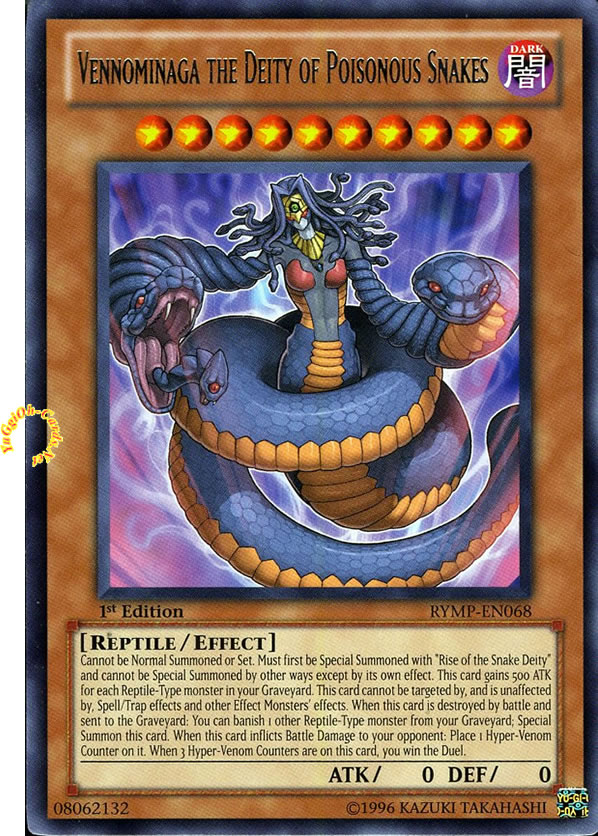 VENNOMINAGA THE DEITY OF POISONOUS SNAKES
DARK
闇
YuGgiOh-Cards.Net
1st Edition
RYMP-EN068
[REPTILE / EFFECT]
Cannot be Normal Summoned or Set. Must first be Special Summoned with "Rise of the Snake Deity"
and cannot be Special Summoned by other ways except by its own effect. This card gains 500 ATK
for each Reptile-Type monster in your Graveyard. This card cannot be targeted by, and is unaffected
by, Spell/Trap effects and other Effect Monsters' effects. When this card is destroyed by battle and
sent to the Graveyard: You can banish 1 other Reptile-Type monster from your Graveyard; Special
Summon this card. When this card inflicts Battle Damage to your opponent: Place 1 Hyper-Venom
Counter on it. When 3 Hyper-Venom Counters are on this card, you win the Duel.
ATK/ 0 DEF/ 0
08062132
©1996 KAZUKI TAKAHASHI